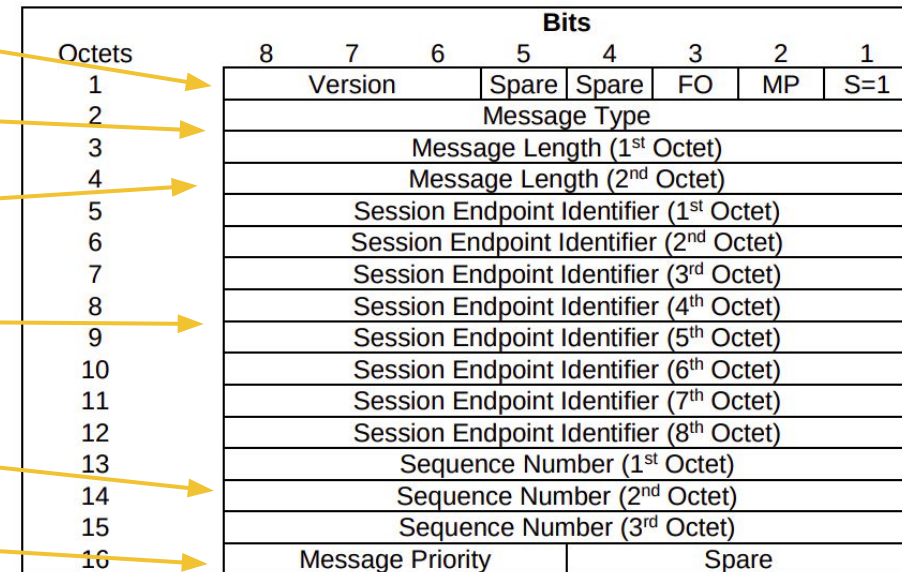 Bits
Octets 8 7 6 5 4 3 2 1
1 Version Spare Spare FO MP S=1
2 Message Type
3 Message Length (1st Octet)
4 Message Length (2nd Octet)
5 Session Endpoint Identifier (1st Octet)
6 Session Endpoint Identifier (2nd Octet)
7 Session Endpoint Identifier (3rd Octet)
8 Session Endpoint Identifier (4th Octet)
9 Session Endpoint Identifier (5th Octet)
10 Session Endpoint Identifier (6th Octet)
11 Session Endpoint Identifier (7th Octet)
12 Session Endpoint Identifier (8th Octet)
13 Sequence Number (1st Octet)
14 Sequence Number (2nd Octet)
15 Sequence Number (3rd Octet)
16 Message Priority Spare